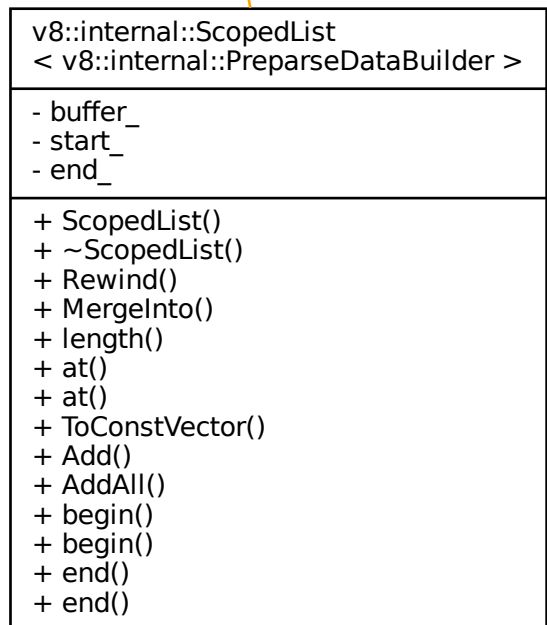 v8::internal::ScopedList
< v8::internal::PreparseDataBuilder >
- buffer_
- start_
- end_
+ ScopedList()
+ ~ScopedList()
+ Rewind()
+ MergeInto()
+ length()
+ at()
+ at()
+ ToConstVector()
+ Add()
+ AddAll()
+ begin()
+ begin()
+ end()
+ end()